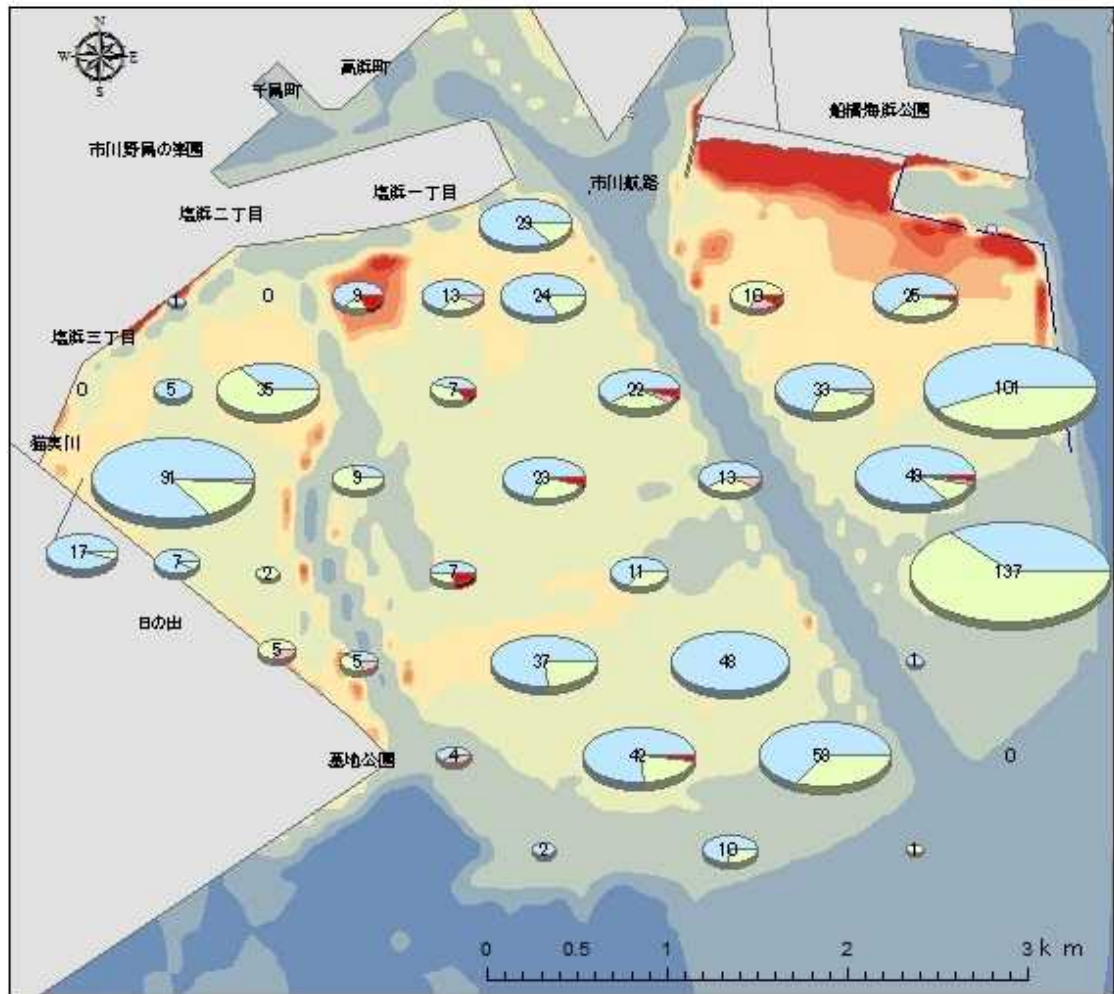 N
W E
S
高浜町
千鳥町
船橋海浜公園
市川野鳥の楽園
市川航路
塩浜一丁目
塩浜二丁目
29
1
0
9
13
24
10
25
塩浜三丁目
0
5
35
7
22
33
101
猫実川
91
9
23
13
49
17
7
2
7
11
137
日の出
5
5
37
48
1
墓地公園
4
42
58
0
2
10
1
0 0.5 1 2 3 k m